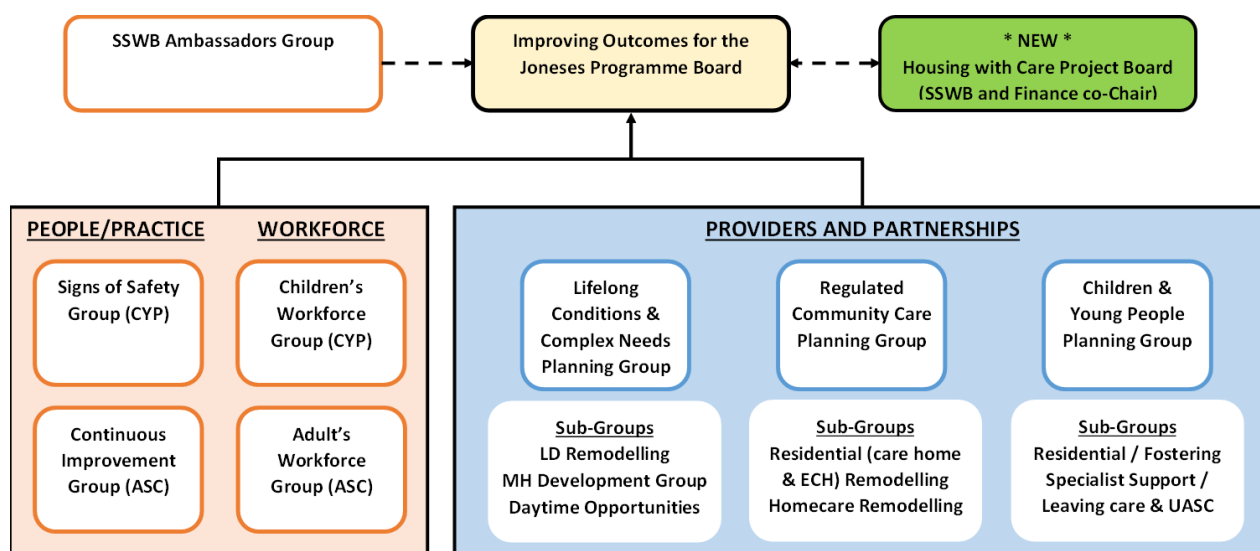 SSWB Ambassadors Group
Improving Outcomes for the
Joneses Programme Board
* NEW *
Housing with Care Project Board
(SSWB and Finance co-Chair)
PEOPLE/PRACTICE
WORKFORCE
Signs of Safety
Group (CYP)
Children’s
Workforce
Group (CYP)
Continuous
Improvement
Group (ASC)
Adult’s
Workforce
Group (ASC)
PROVIDERS AND PARTNERSHIPS
Lifelong
Conditions &
Complex Needs
Planning Group
Regulated
Community Care
Planning Group
Children &
Young People
Planning Group
Sub-Groups
LD Remodelling
MH Development Group
Daytime Opportunities
Sub-Groups
Residential (care home
& ECH) Remodelling
Homecare Remodelling
Sub-Groups
Residential / Fostering
Specialist Support /
Leaving care & UASC